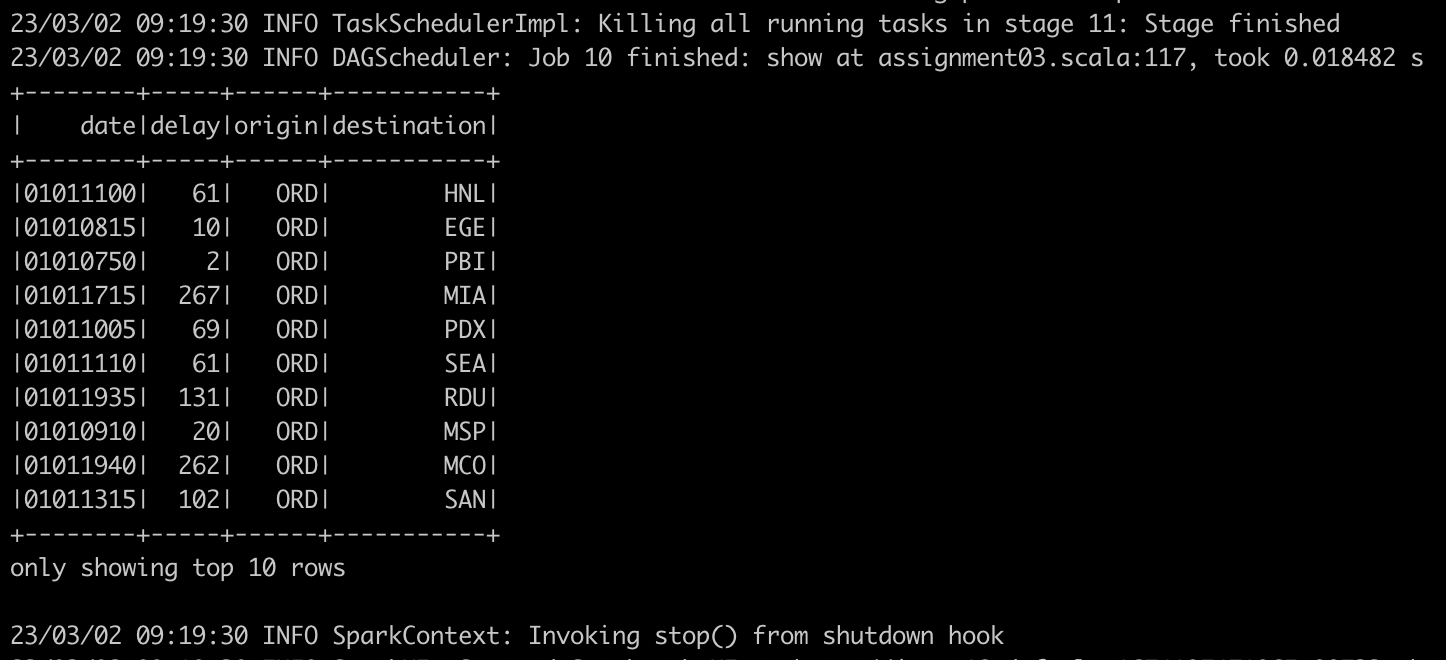 23/03/02 09:19:30 INFO TaskSchedulerImpl: Killing all running tasks in stage 11: Stage finished
23/03/02 09:19:30 INFO DAGScheduler: Job 10 finished: show at assignment03.scala:117, took 0.018482 s
+--------+-----+------+-----------+
|    date|delay|origin|destination|
+--------+-----+------+-----------+
|01011100|   61|   ORD|        HNL|
|01010815|   10|   ORD|        EGE|
|01010750|    2|   ORD|        PBI|
|01011715|  267|   ORD|        MIA|
|01011005|   69|   ORD|        PDX|
|01011110|   61|   ORD|        SEA|
|01011935|  131|   ORD|        RDU|
|01010910|   20|   ORD|        MSP|
|01011940|  262|   ORD|        MCO|
|01011315|  102|   ORD|        SAN|
+--------+-----+------+-----------+
only showing top 10 rows
23/03/02 09:19:30 INFO SparkContext: Invoking stop() from shutdown hook